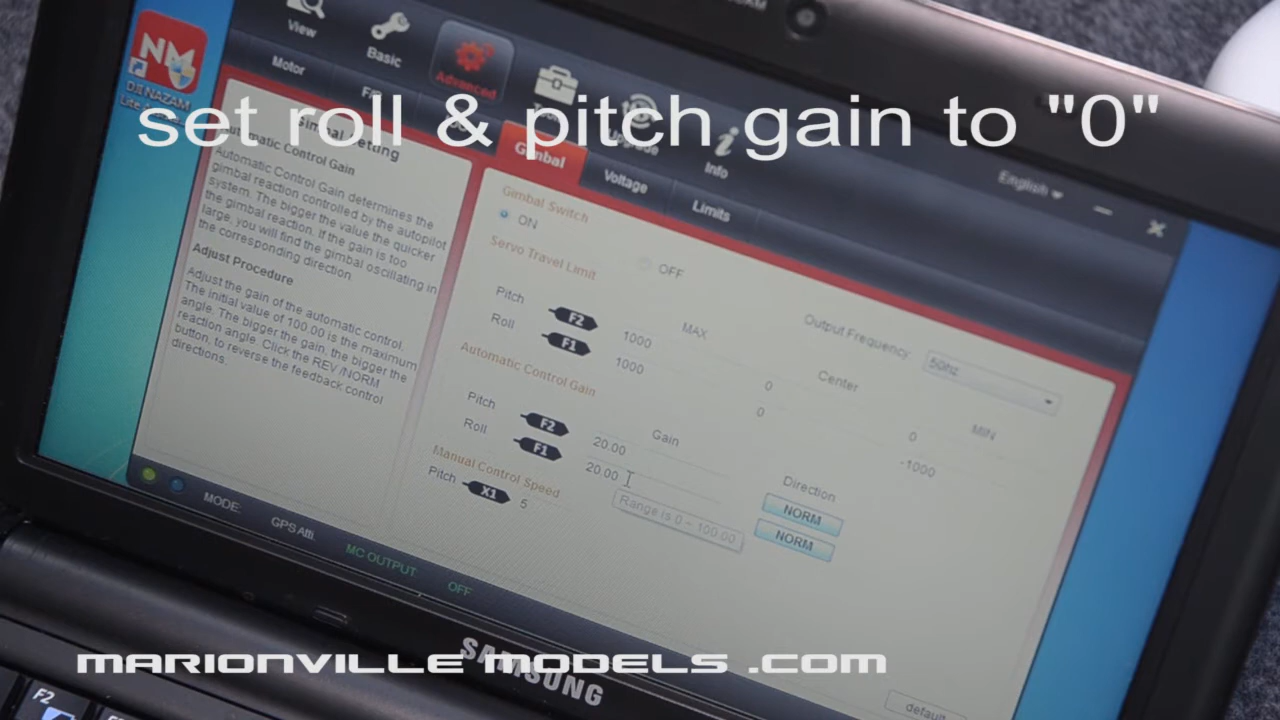 set roll & pitch gain to "0"
NM
DJI NAZAM
View
Basic
Advanced
Info
English
Motor
Gimbal
Voltage
Limits
Gimbal Setting
Automatic Control Gain
Automatic Control Gain determines the
gimbal reaction controlled by the autopilot
system. The bigger the value the quicker
the gimbal reaction. If the gain is too
large, you will find the gimbal oscillating in
the corresponding direction.
Adjust Procedure
Adjust the gain of the automatic control.
The initial value of 100.00 is the maximum
angle. The bigger the gain, the bigger the
reaction angle. Click the REV /NORM
button, to reverse the feedback control
directions.
Gimbal Switch
ON
OFF
Servo Travel Limit
Output Frequency:
50hz
MAX
Center
MIN
Pitch F2 1000 0
Roll F1 1000 0 -1000
0
Automatic Control Gain
Gain
Direction
Pitch F2 20.00 NORM
Roll F1 20.00 NORM
Range is 0 ~ 100.00
Manual Control Speed
Pitch X1 5
default
MODE:
GPS Atti.
MC OUTPUT
OFF
SAMSUNG
MARIONVILLE MODELS .COM
F2